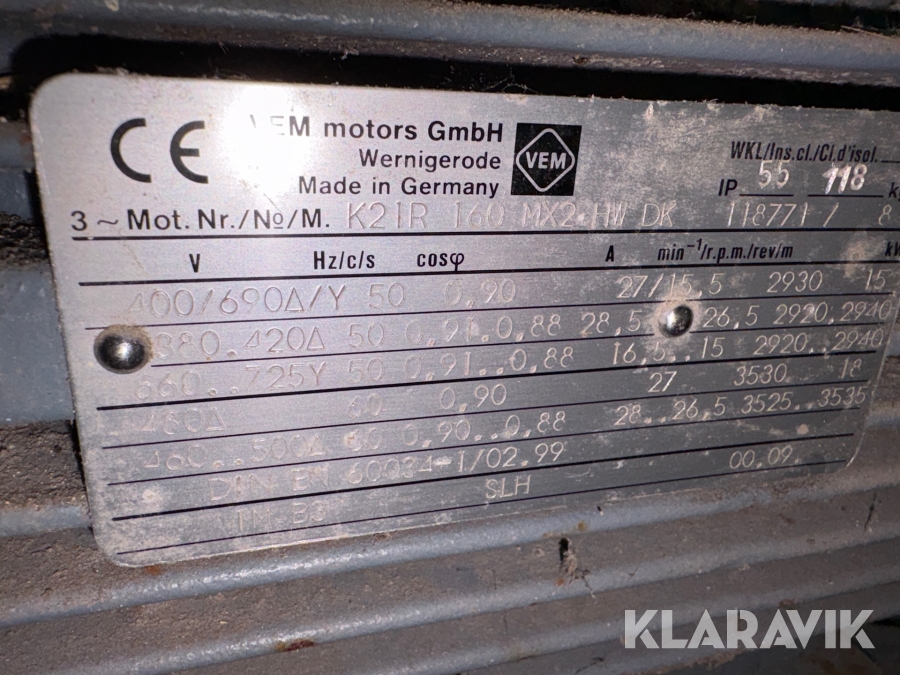 CE VEM motors GmbH
Wernigerode
Made in Germany
VEM
WKL/Ins.cl./Cl.d'isol.
IP 55 118 kg
3 ~ Mot. Nr./№/M. K21R 160 MX2 HW DK 118771 / 8
V Hz/c/s cosφ A min⁻¹/r.p.m./rev/m kW
400/690Δ/Y 50 0,90 27/15,5 2930 15
380..420Δ 50 0,91..0,88 28,5..26,5 2920..2940
660..725Y 50 0,91..0,88 16,5..15 2920..2940
480Δ 60 0,90 27 3530 18
460..500Δ 60 0,90..0,88 28..26,5 3525..3535
DIN EN 60034-1/02.99 00.09.
IM B3 SLH
KLARAVIK